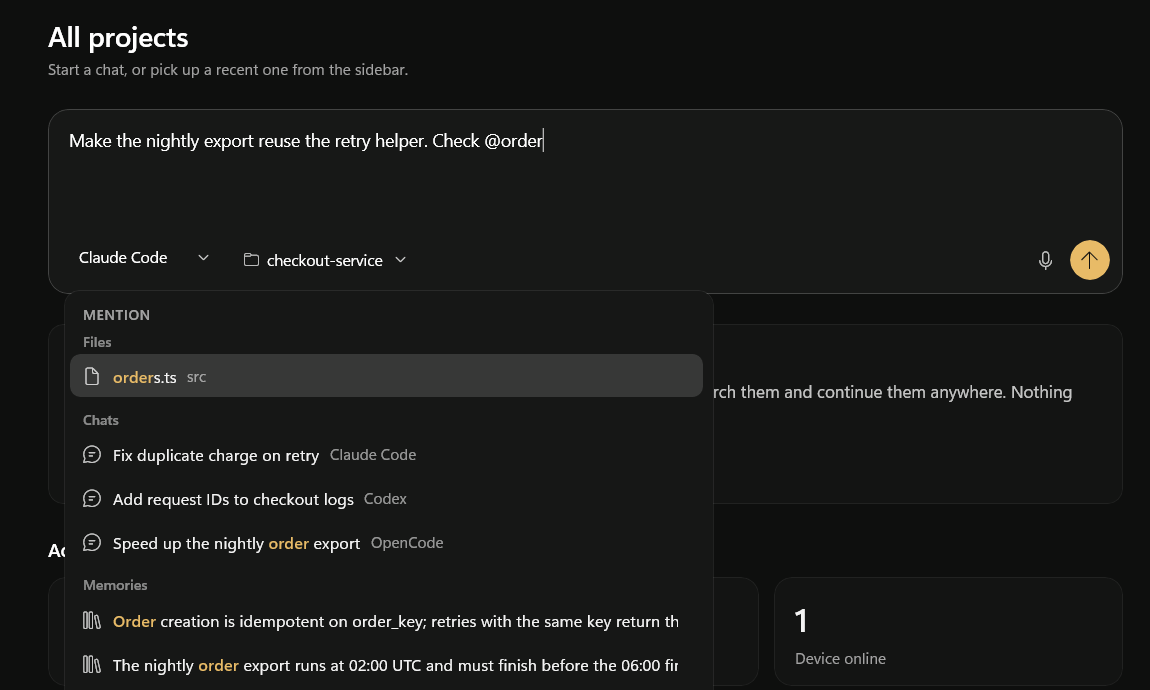 All projects
Start a chat, or pick up a recent one from the sidebar.
Make the nightly export reuse the retry helper. Check @order
Claude Code
checkout-service
MENTION
Files
orders.ts src
rch them and continue them anywhere. Nothing
Chats
Fix duplicate charge on retry Claude Code
Add request IDs to checkout logs Codex
Speed up the nightly order export OpenCode
Memories
Order creation is idempotent on order_key; retries with the same key return th
The nightly order export runs at 02:00 UTC and must finish before the 06:00
1
Device online